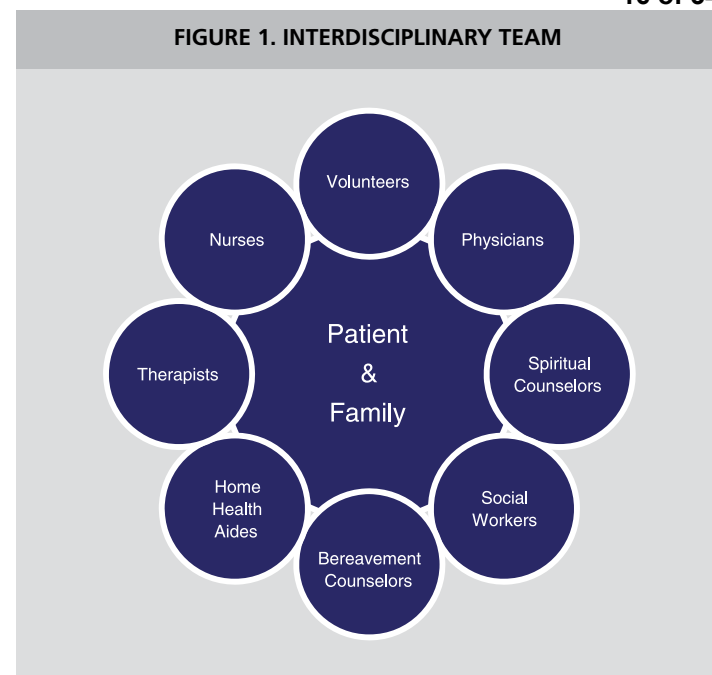 FIGURE 1. INTERDISCIPLINARY TEAM
Volunteers
Nurses
Physicians
Patient
&
Family
Therapists
Spiritual
Counselors
Home
Health
Aides
Social
Workers
Bereavement
Counselors